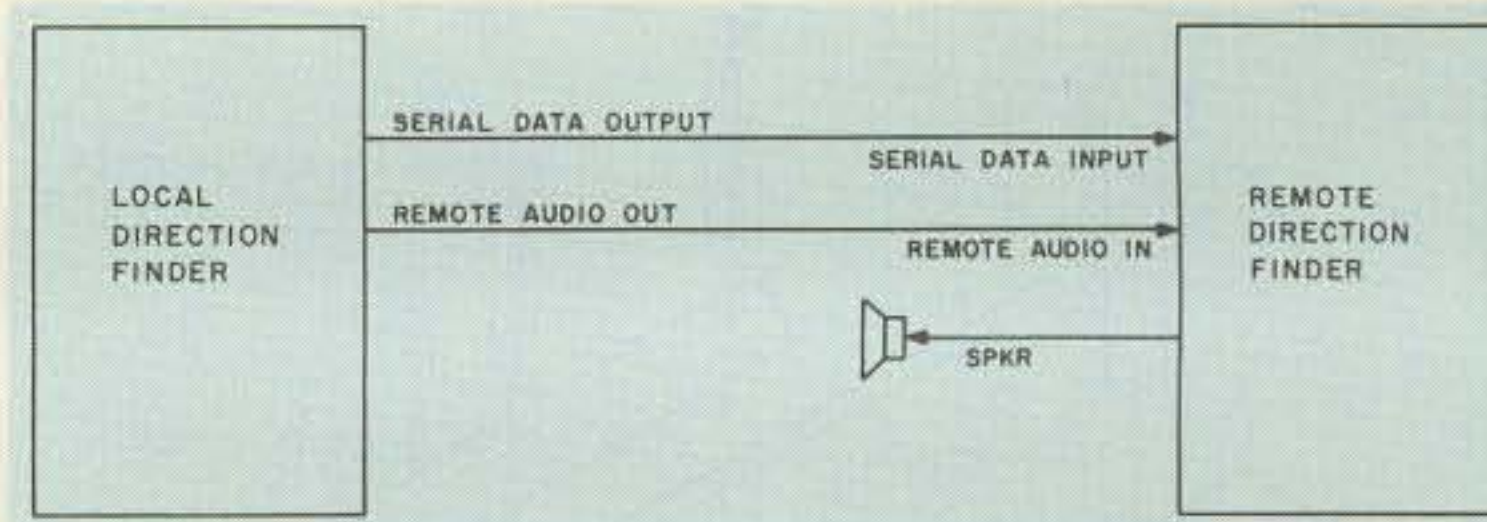 LOCAL
DIRECTION
FINDER
SERIAL DATA OUTPUT
SERIAL DATA INPUT
REMOTE AUDIO OUT
REMOTE AUDIO IN
SPKR
REMOTE
DIRECTION
FINDER